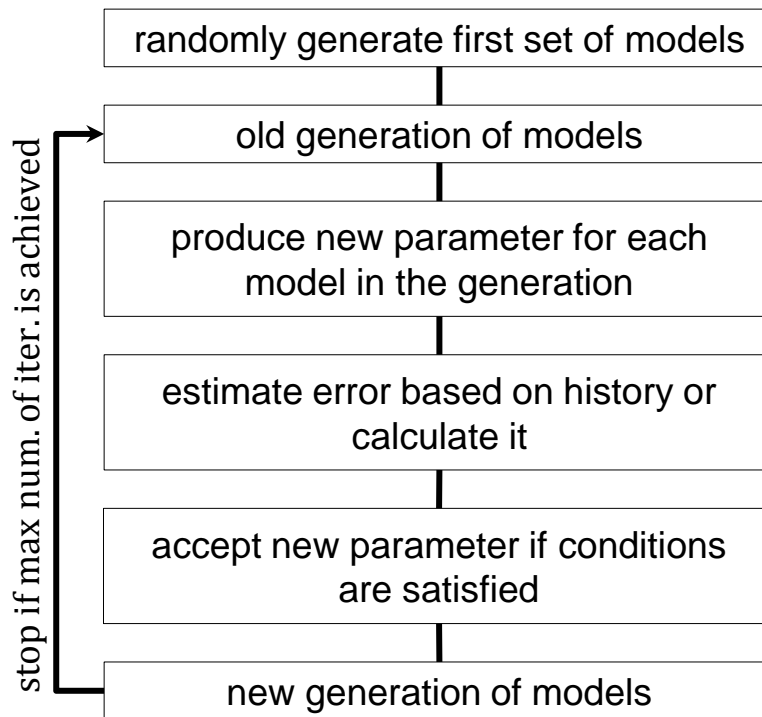 randomly generate first set of models
old generation of models
produce new parameter for each
model in the generation
estimate error based on history or
calculate it
accept new parameter if conditions
are satisfied
new generation of models
stop if max num. of iter. is achieved